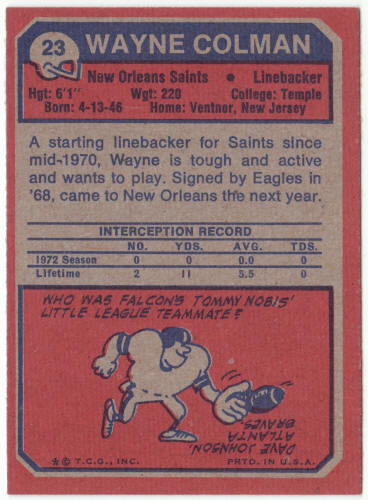 23 WAYNE COLMAN
New Orleans Saints • Linebacker
Hgt: 6'1" Wgt: 220 College: Temple
Born: 4-13-46 Home: Ventnor, New Jersey
A starting linebacker for Saints since
mid-1970, Wayne is tough and active
and wants to play. Signed by Eagles in
'68, came to New Orleans the next year.
INTERCEPTION RECORD
NO. YDS. AVG. TDS.
1972 Season 0 0 0.0 0
Lifetime 2 11 5.5 0
WHO WAS FALCON'S TOMMY NOBIS'
LITTLE LEAGUE TEAMMATE?
DAVE JOHNSON,
ATLANTA
BRAVES.
* © T.C.G., INC. PRTD. IN U.S.A.